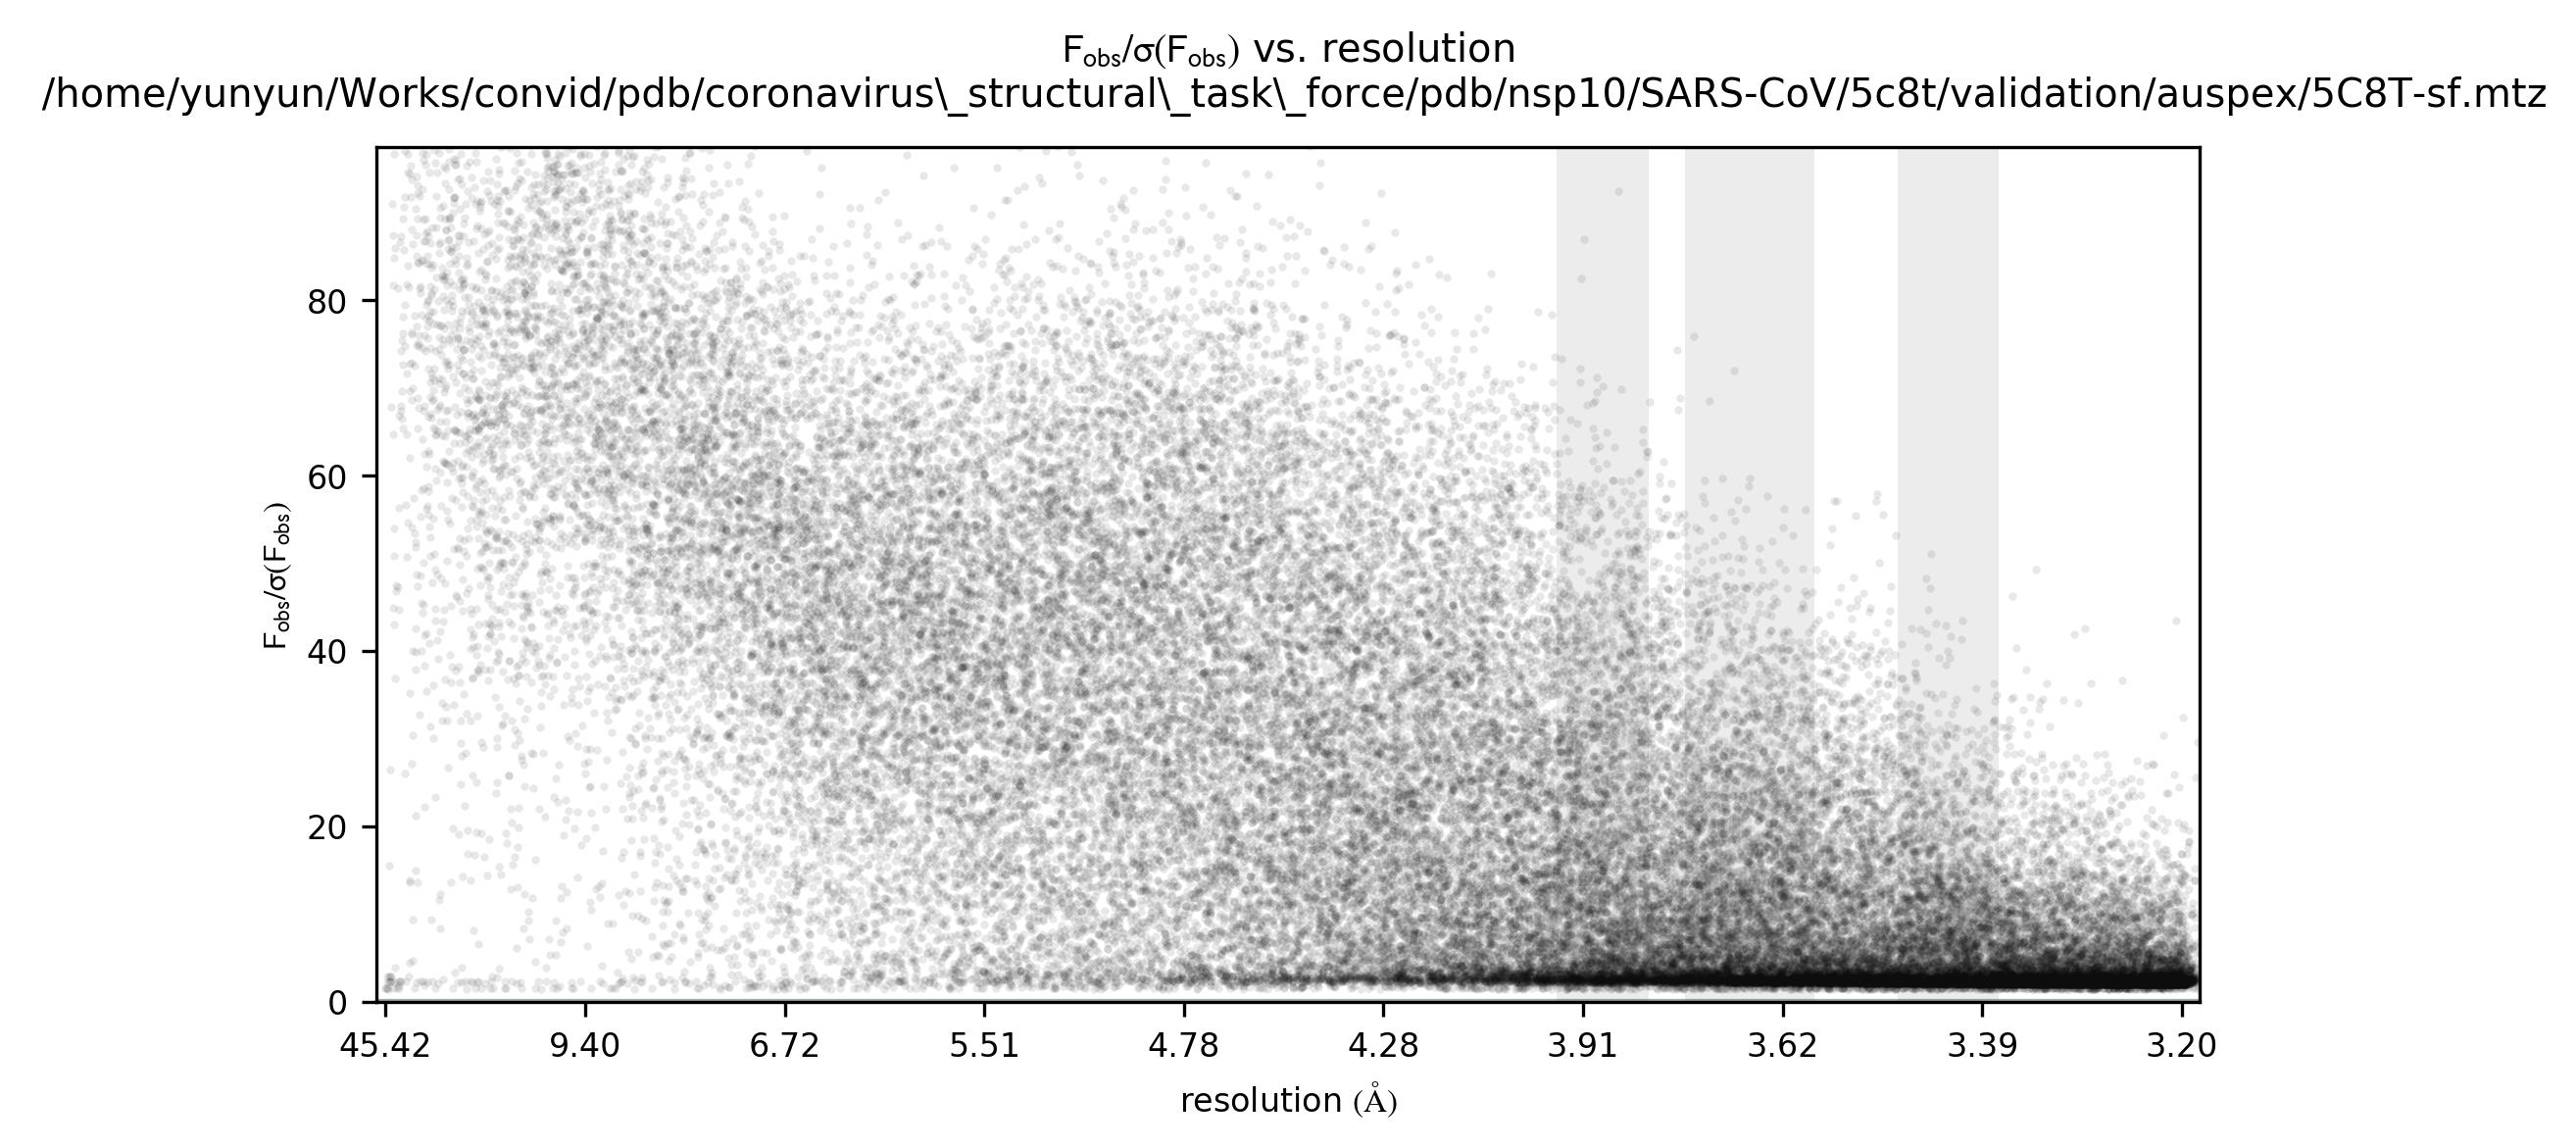 Fobs/σ(Fobs) vs. resolution
/home/yunyun/Works/convid/pdb/coronavirus\_structural\_task\_force/pdb/nsp10/SARS-CoV/5c8t/validation/auspex/5C8T-sf.mtz
Fobs/σ(Fobs)
80
60
40
20
0
45.42 9.40 6.72 5.51 4.78 4.28 3.91 3.62 3.39 3.20
resolution (Å)